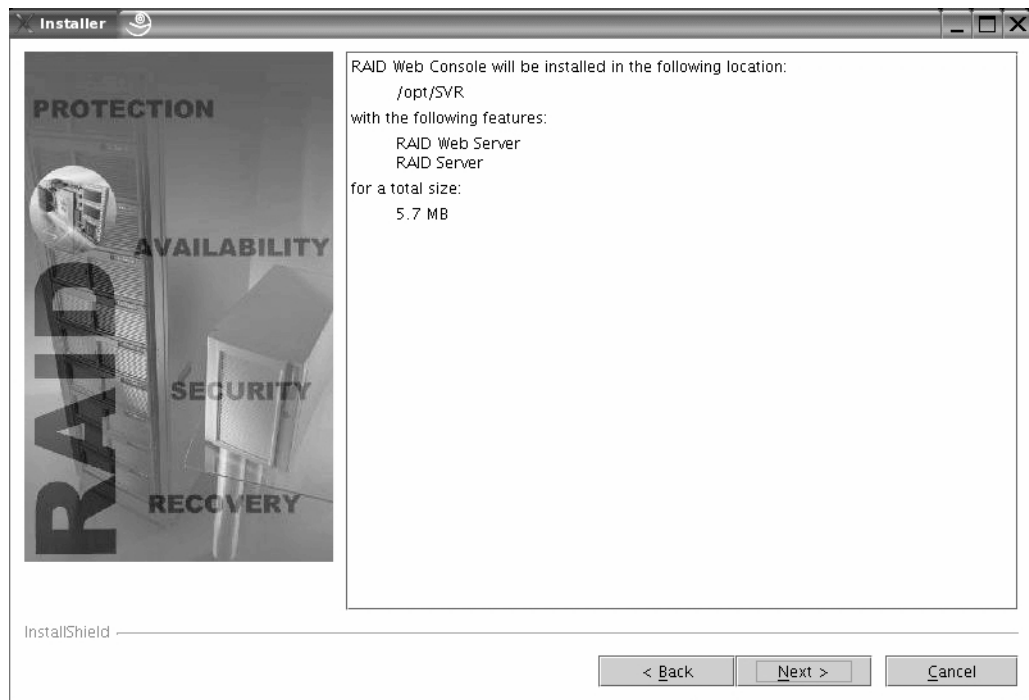 Installer
PROTECTION
AVAILABILITY
SECURITY
RECOVERY
RAID
RAID Web Console will be installed in the following location:
/opt/SVR
with the following features:
RAID Web Server
RAID Server
for a total size:
5.7 MB
InstallShield
< Back
Next >
Cancel